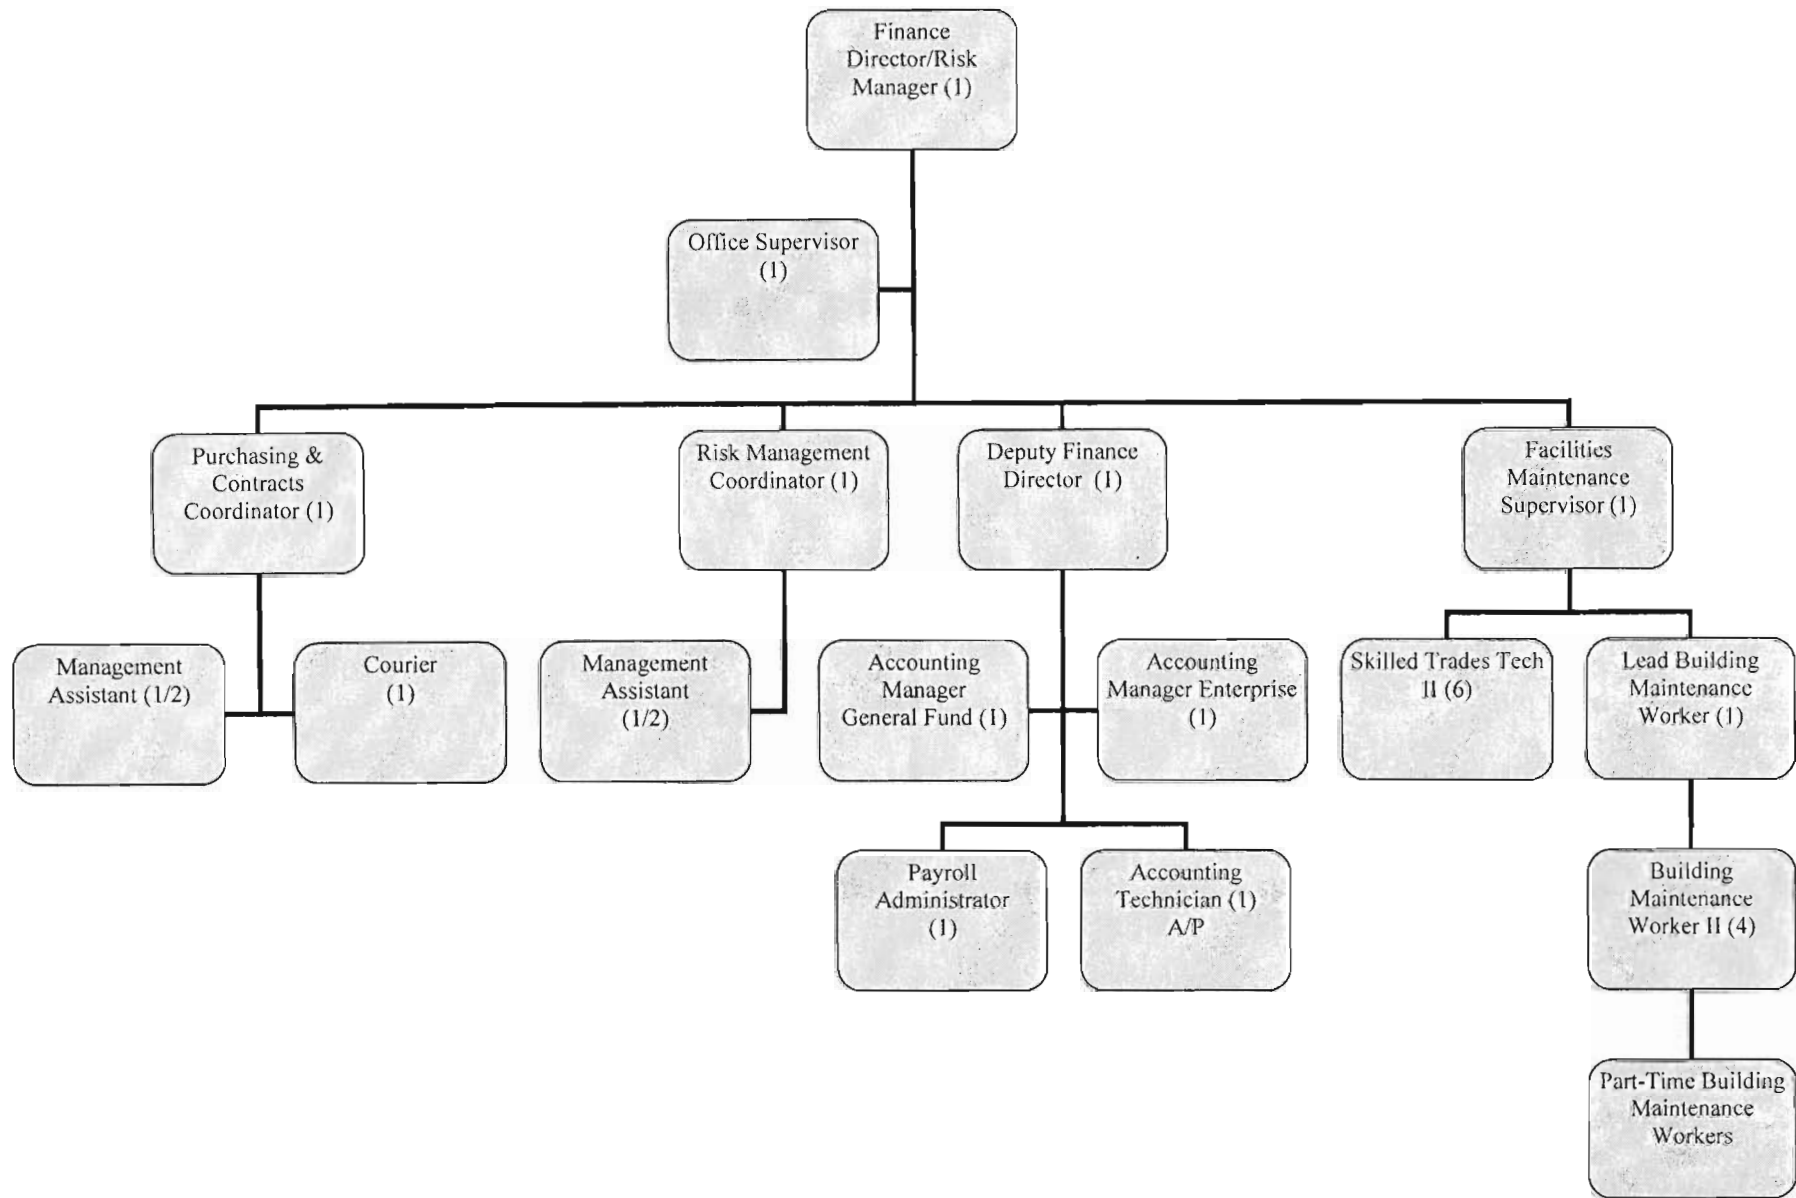 Finance
Director/Risk
Manager (1)
Office Supervisor
(1)
Purchasing &
Contracts
Coordinator (1)
Risk Management
Coordinator (1)
Deputy Finance
Director (1)
Facilities
Maintenance
Supervisor (1)
Management
Assistant (1/2)
Courier
(1)
Management
Assistant
(1/2)
Accounting
Manager
General Fund (1)
Accounting
Manager Enterprise
(1)
Skilled Trades Tech
II (6)
Lead Building
Maintenance
Worker (1)
Payroll
Administrator
(1)
Accounting
Technician (1)
A/P
Building
Maintenance
Worker II (4)
Part-Time Building
Maintenance
Workers